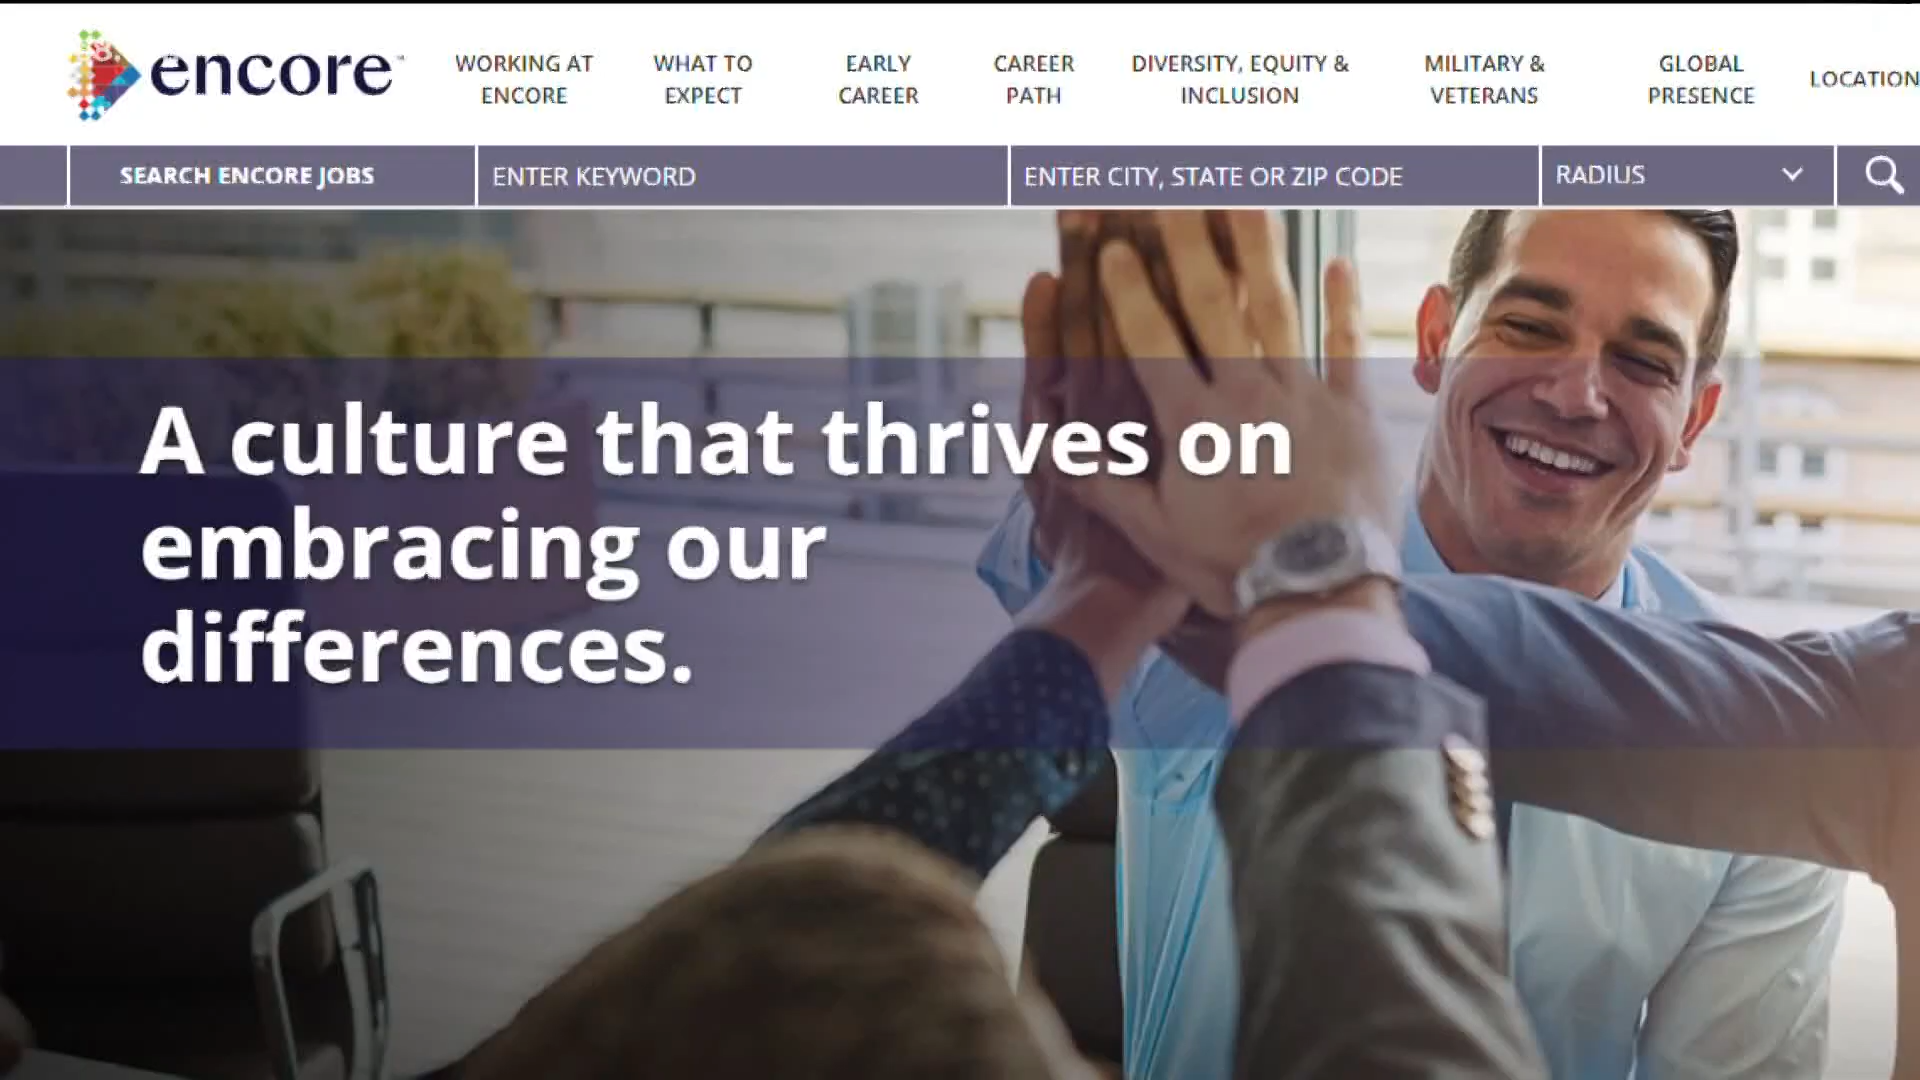 encore™
WORKING AT
ENCORE
WHAT TO
EXPECT
EARLY
CAREER
CAREER
PATH
DIVERSITY, EQUITY &
INCLUSION
MILITARY &
VETERANS
GLOBAL
PRESENCE
LOCATION
SEARCH ENCORE JOBS
ENTER KEYWORD
ENTER CITY, STATE OR ZIP CODE
RADIUS
A culture that thrives on
embracing our
differences.